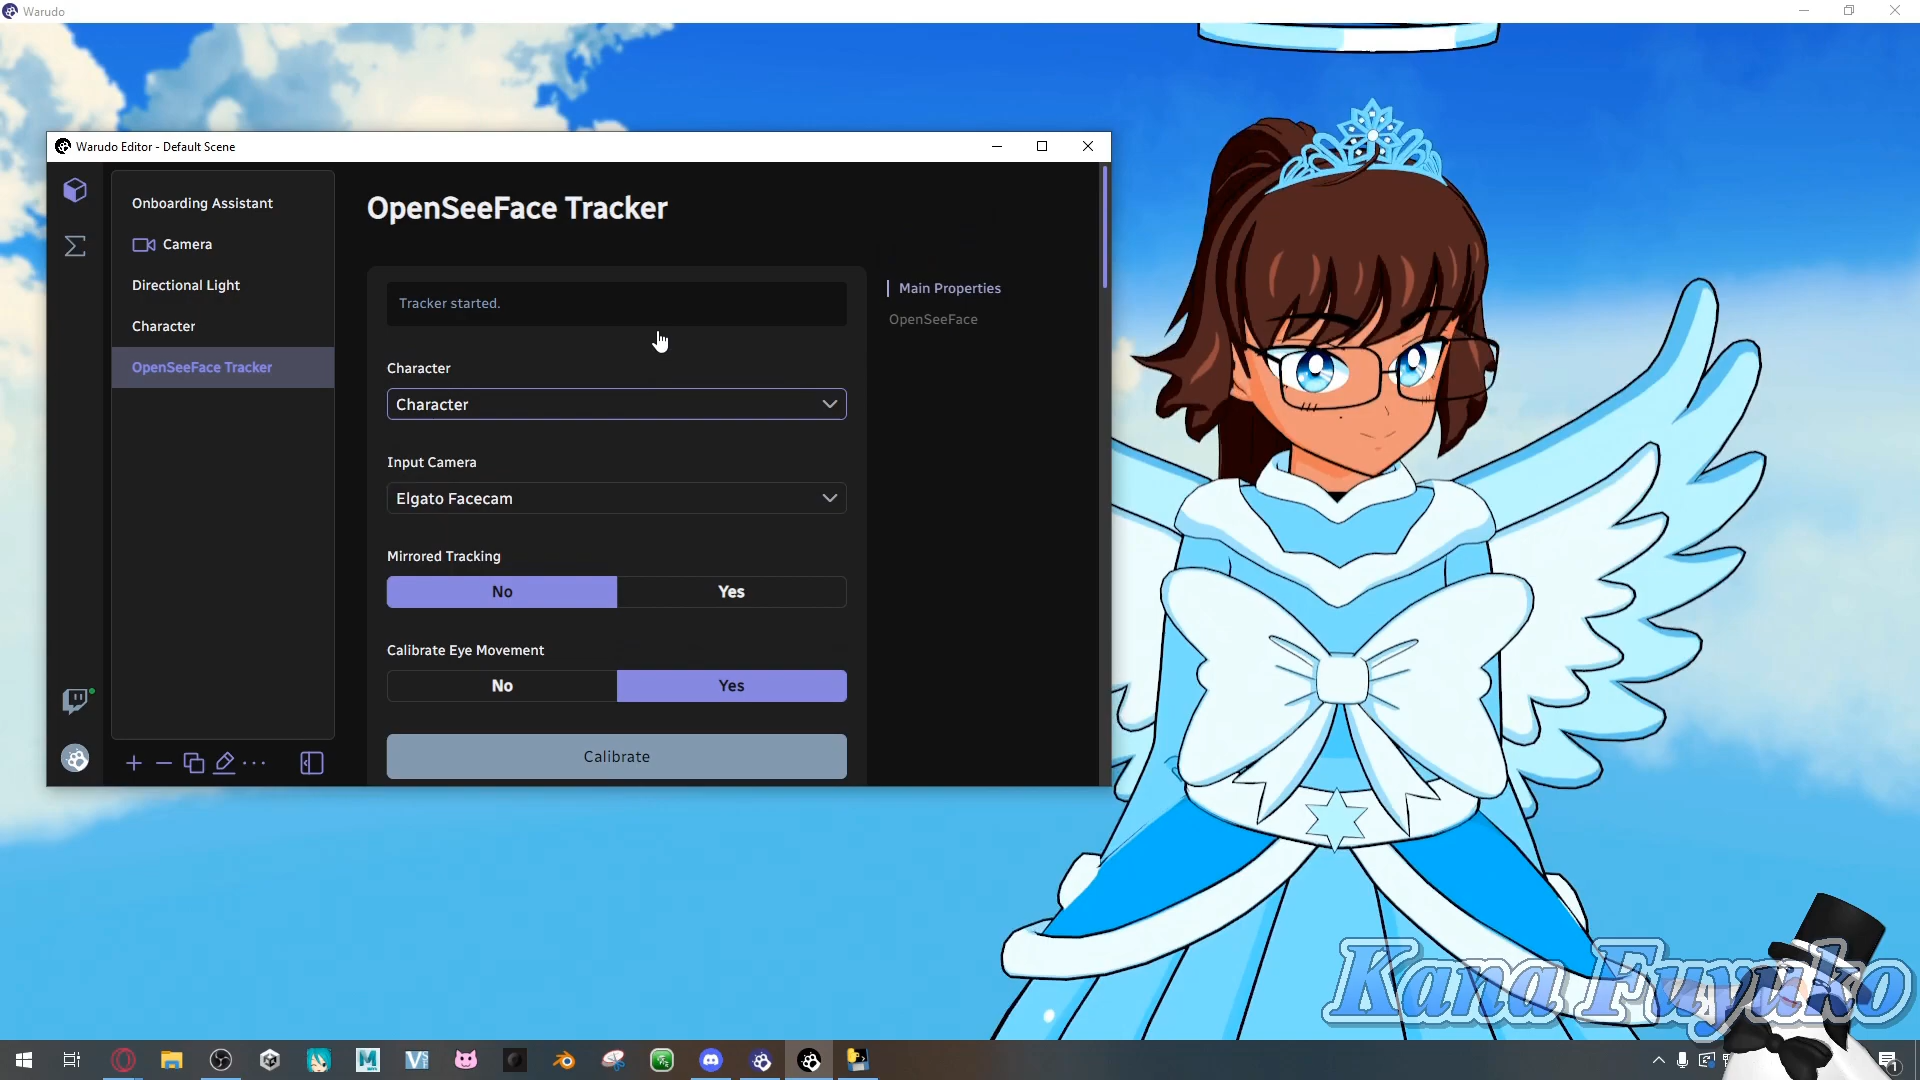 Warudo
Warudo Editor - Default Scene
Onboarding Assistant
Camera
Directional Light
Character
OpenSeeFace Tracker
OpenSeeFace Tracker
Tracker started.
Character
Character
Input Camera
Elgato Facecam
Mirrored Tracking
No
Yes
Calibrate Eye Movement
No
Yes
Calibrate
Main Properties
OpenSeeFace
Kana Fuyuko
1